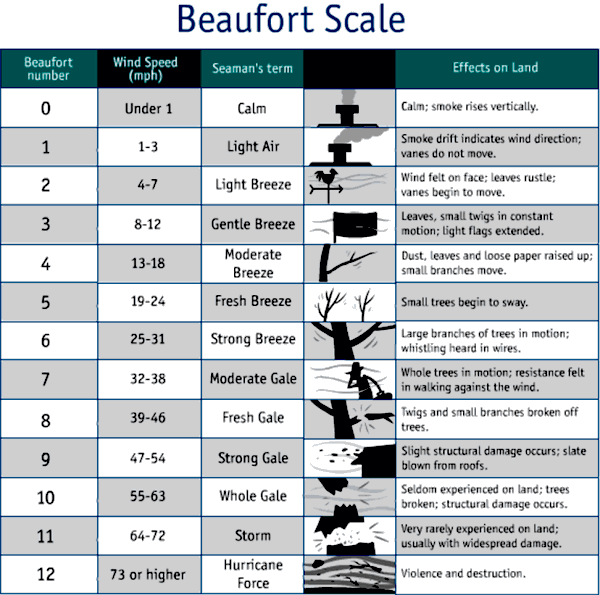 Beaufort Scale
Beaufort number Wind Speed (mph) Seaman's term Effects on Land
0 Under 1 Calm Calm; smoke rises vertically.
1 1-3 Light Air Smoke drift indicates wind direction; vanes do not move.
2 4-7 Light Breeze Wind felt on face; leaves rustle; vanes begin to move.
3 8-12 Gentle Breeze Leaves, small twigs in constant motion; light flags extended.
4 13-18 Moderate Breeze Dust, leaves and loose paper raised up; small branches move.
5 19-24 Fresh Breeze Small trees begin to sway.
6 25-31 Strong Breeze Large branches of trees in motion; whistling heard in wires.
7 32-38 Moderate Gale Whole trees in motion; resistance felt in walking against the wind.
8 39-46 Fresh Gale Twigs and small branches broken off trees.
9 47-54 Strong Gale Slight structural damage occurs; slate blown from roofs.
10 55-63 Whole Gale Seldom experienced on land; trees broken; structural damage occurs.
11 64-72 Storm Very rarely experienced on land; usually with widespread damage.
12 73 or higher Hurricane Force Violence and destruction.